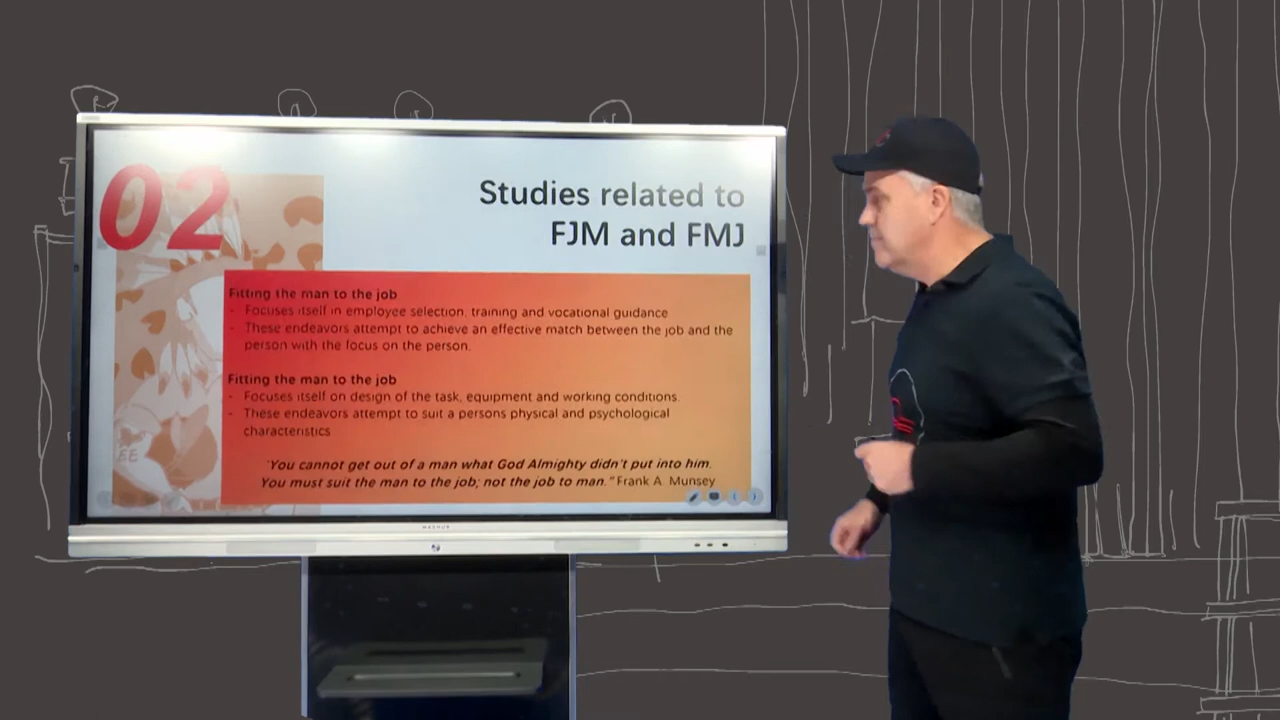 02
Studies related to
FJM and FMJ
Fitting the man to the job
- Focuses itself in employee selection, training and vocational guidance
- These endeavors attempt to achieve an effective match between the job and the
person with the focus on the person.
Fitting the man to the job
- Focuses itself on design of the task, equipment and working conditions.
- These endeavors attempt to suit a persons physical and psychological
characteristics
"You cannot get out of a man what God Almighty didn't put into him.
You must suit the man to the job; not the job to man." Frank A. Munsey